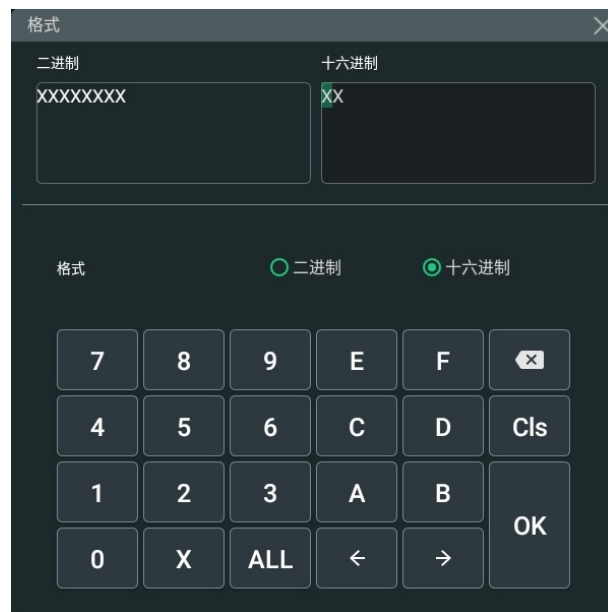 格式
二进制 十六进制
XXXXXXXX XX
格式 二进制 十六进制
7 8 9 E F
4 5 6 C D Cls
1 2 3 A B
OK
0 X ALL ← →